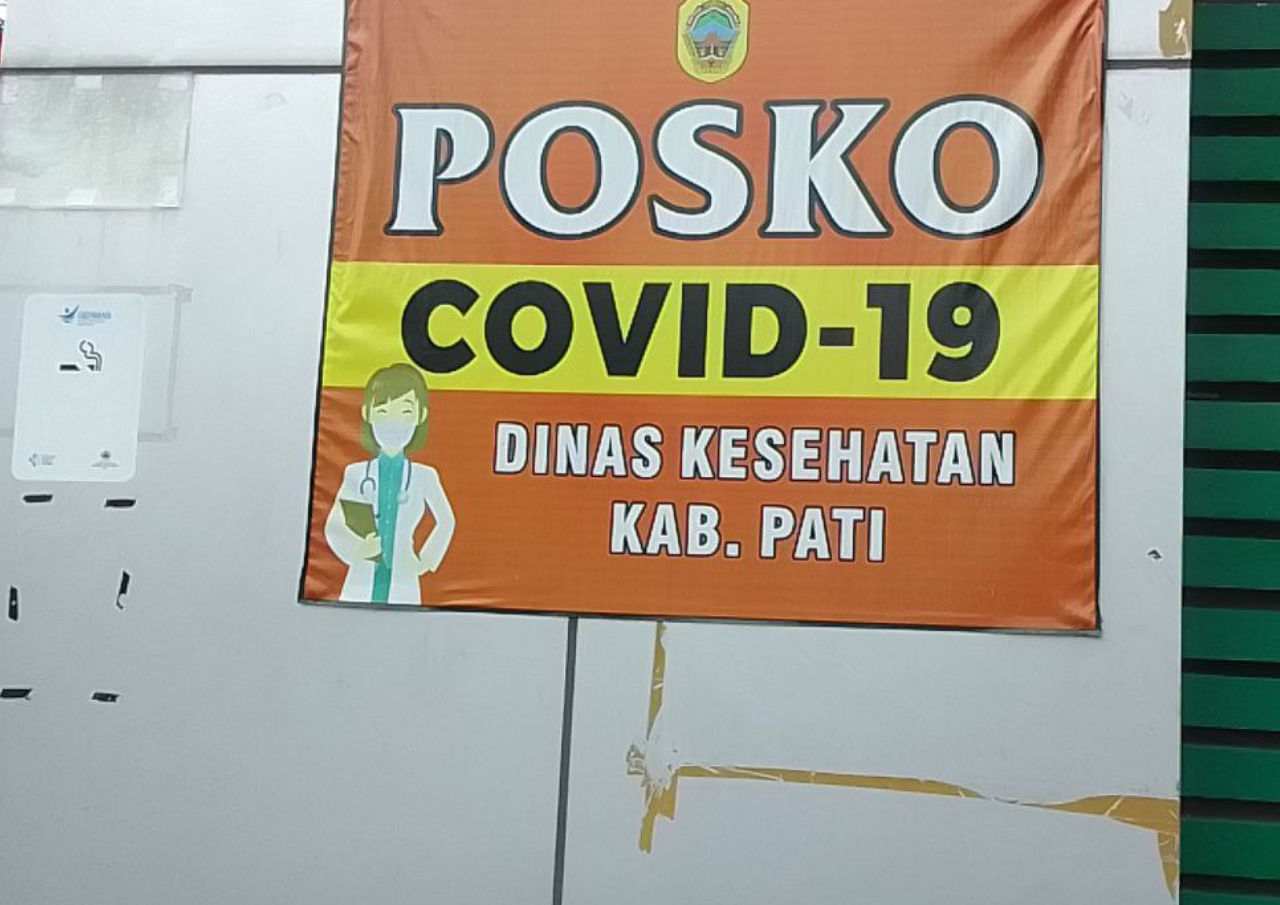 POSKO
COVID-19
DINAS KESEHATAN
KAB. PATI